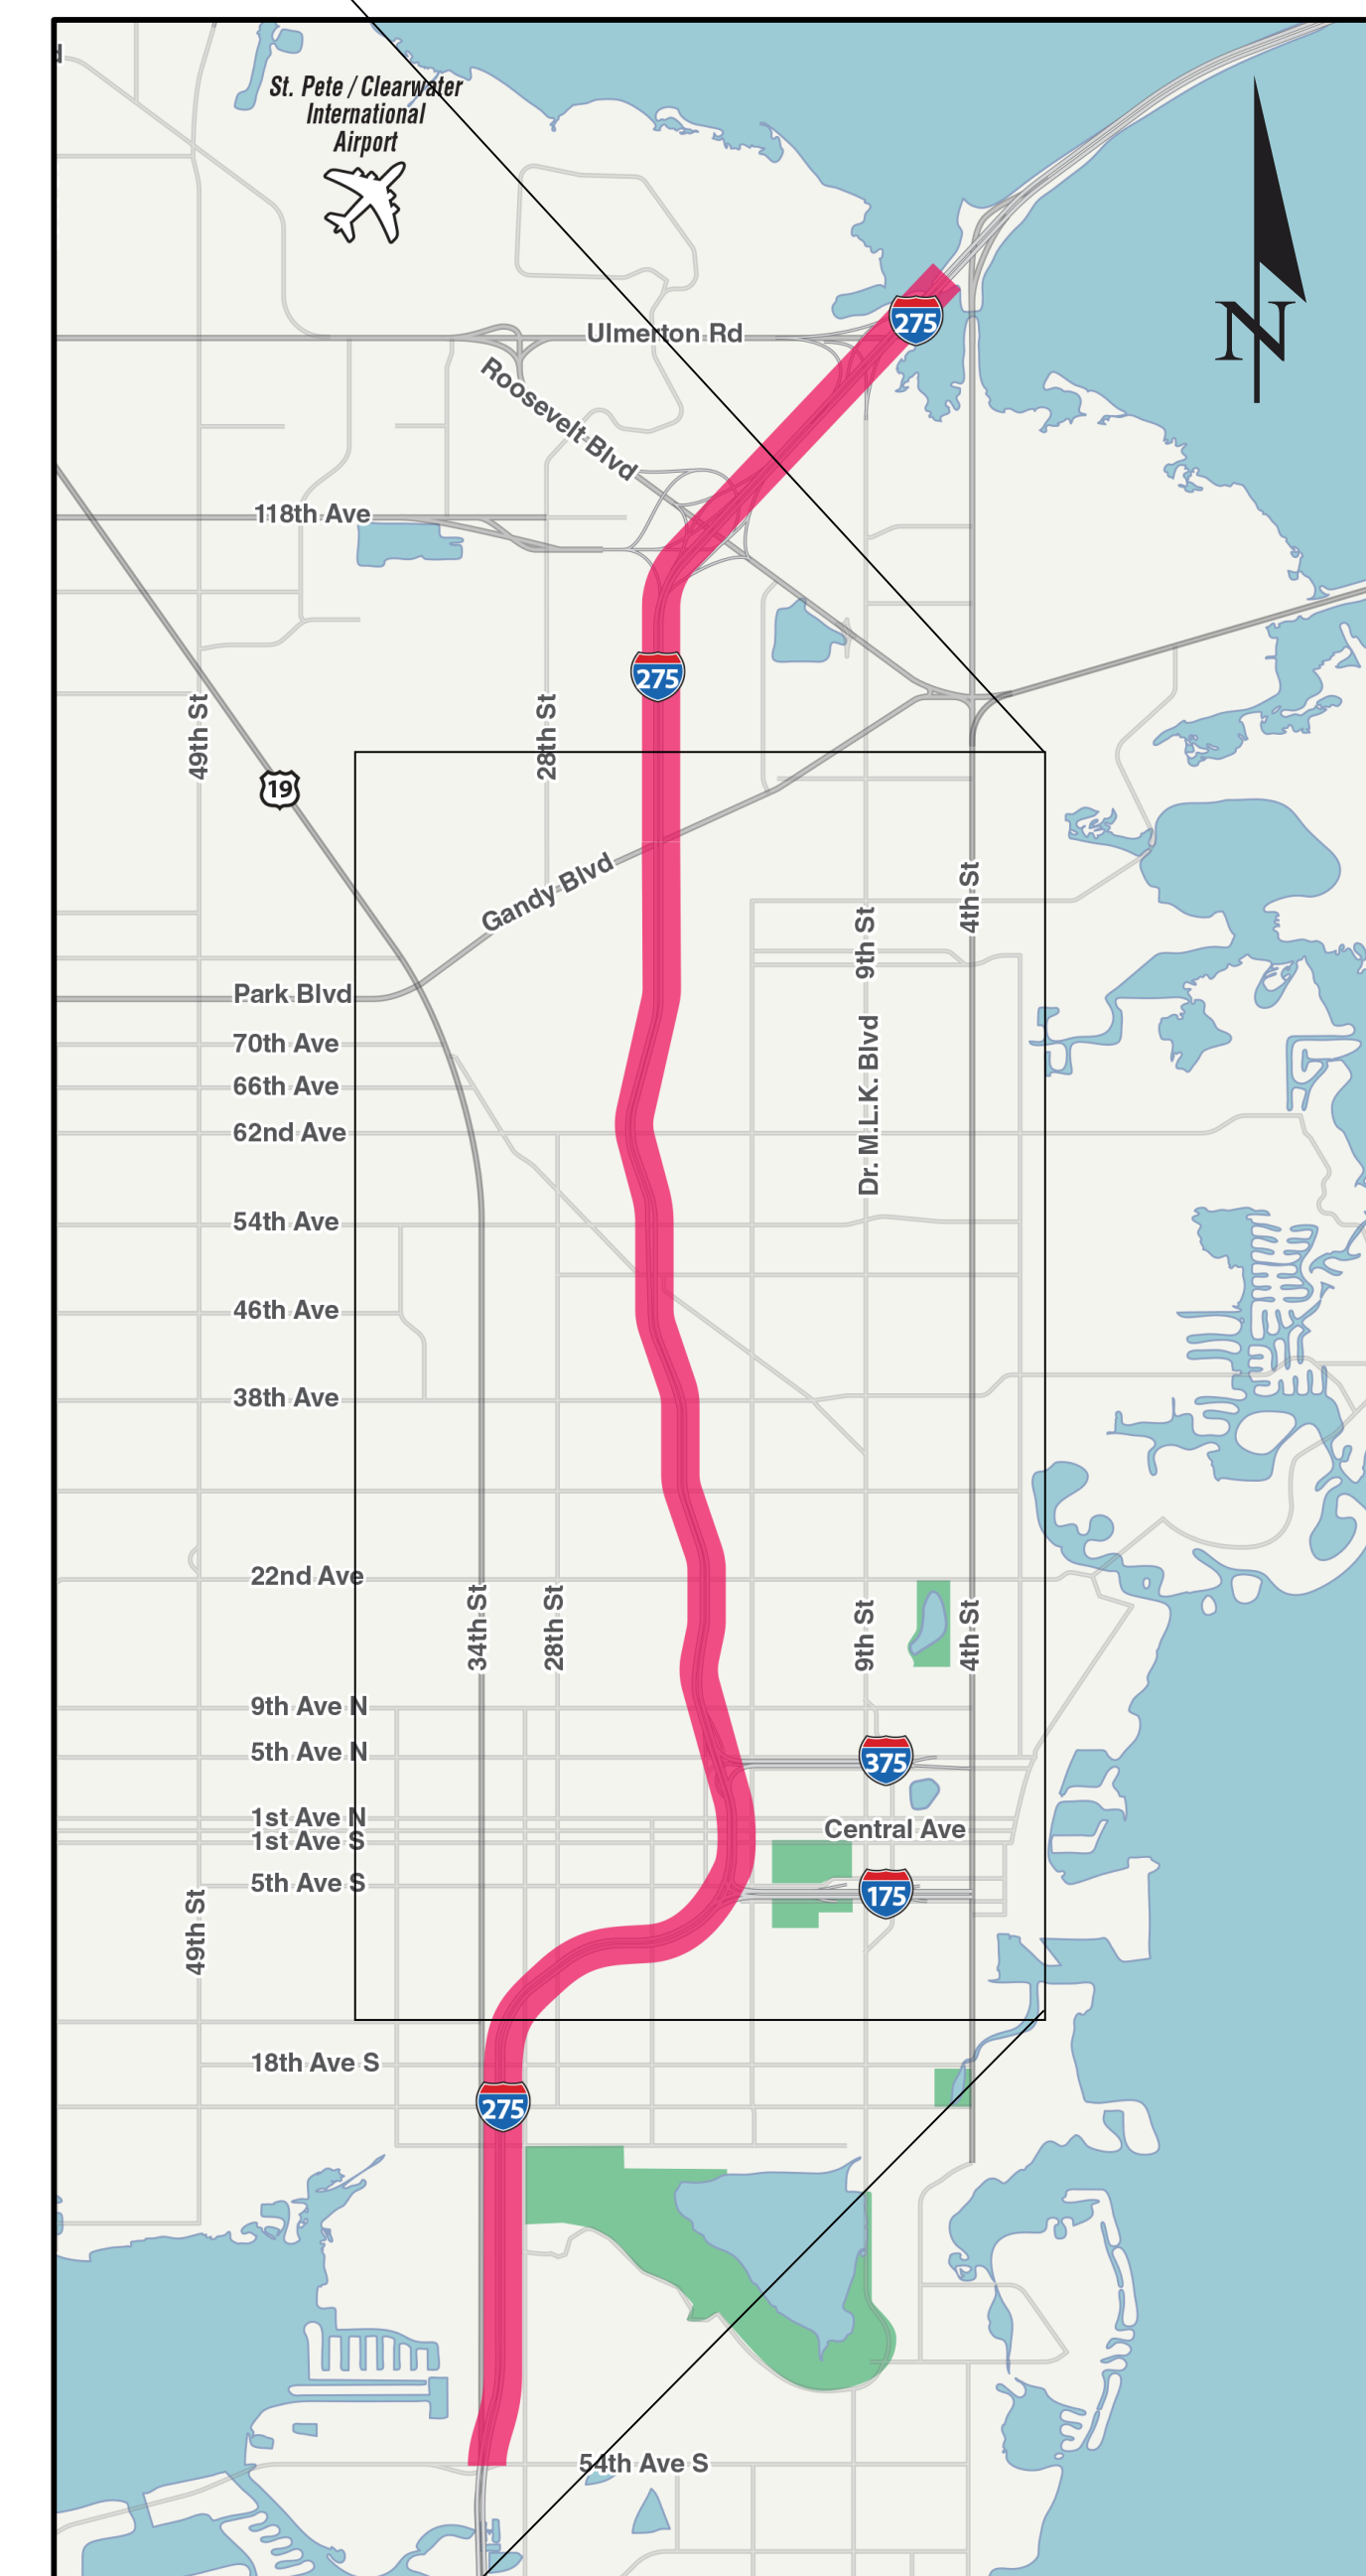 St. Pete / Clearwater
International
Airport
275
N
Ulmerton Rd
Roosevelt Blvd
118th Ave
275
49th St
28th St
19
Gandy Blvd
4th St
9th St
Park Blvd
Dr. M.L.K. Blvd
70th Ave
66th Ave
62nd Ave
54th Ave
46th Ave
38th Ave
22nd Ave
34th St
28th St
9th St
4th St
9th Ave N
5th Ave N
375
1st Ave N
Central Ave
1st Ave S
5th Ave S
175
49th St
18th Ave S
275
54th Ave S